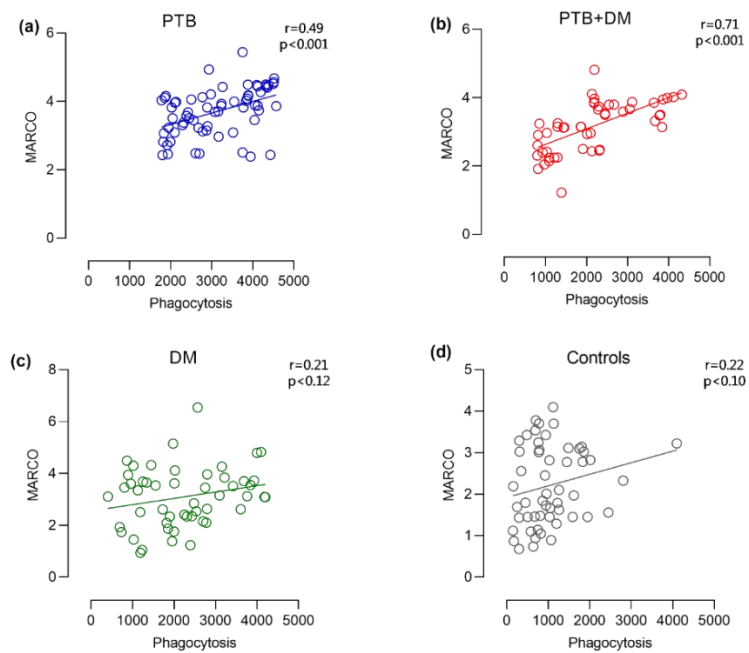 (a)
PTB
r=0.49
p<0.001
6
4
2
0
MARCO
0 1000 2000 3000 4000 5000
Phagocytosis
(b)
PTB+DM
r=0.71
p<0.001
6
4
2
0
MARCO
0 1000 2000 3000 4000 5000
Phagocytosis
(c)
DM
r=0.21
p<0.12
8
6
4
2
0
MARCO
0 1000 2000 3000 4000 5000
Phagocytosis
(d)
Controls
r=0.22
p<0.10
5
4
3
2
1
0
MARCO
0 1000 2000 3000 4000 5000
Phagocytosis